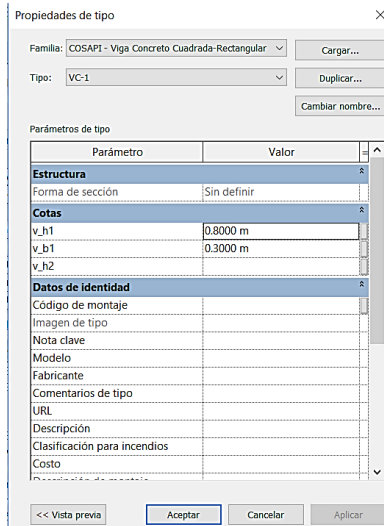 Propiedades de tipo
Familia: COSAPI - Viga Concreto Cuadrada-Rectangular Cargar...
Tipo: VC-1 Duplicar...
Cambiar nombre...
Parámetros de tipo
Parámetro Valor =
Estructura
Forma de sección Sin definir
Cotas
v_h1 0.8000 m
v_b1 0.3000 m
v_h2
Datos de identidad
Código de montaje
Imagen de tipo
Nota clave
Modelo
Fabricante
Comentarios de tipo
URL
Descripción
Clasificación para incendios
Costo
Descripción de montaje
<< Vista previa Aceptar Cancelar Aplicar